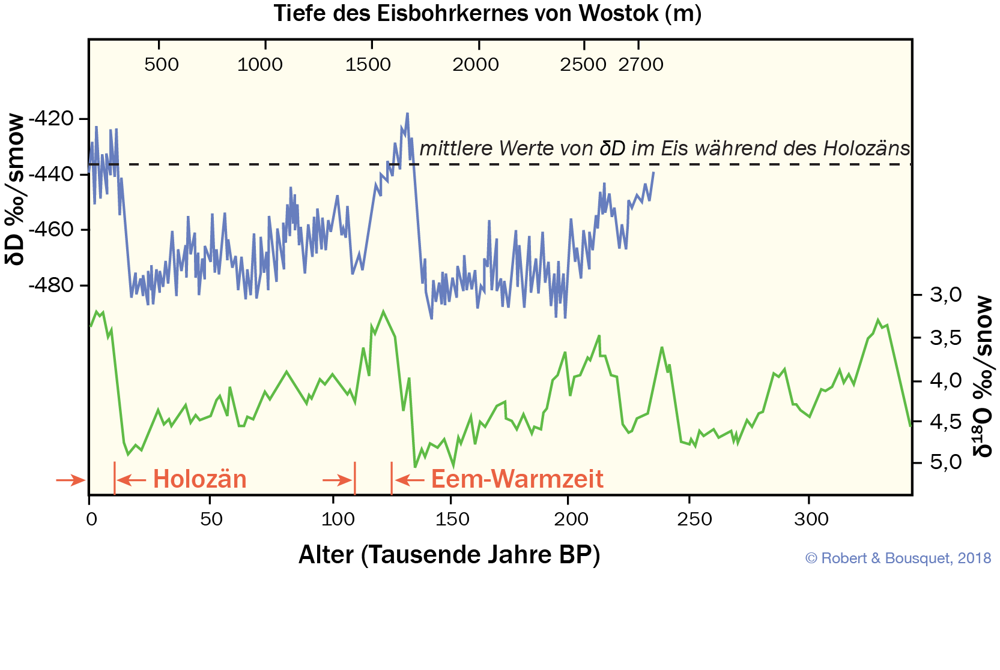 Tiefe des Eisbohrkernes von Wostok (m)
500 1000 1500 2000 2500 2700
δD ‰/smow
-420
-440
-460
-480
mittlere Werte von δD im Eis während des Holozäns
3,0
3,5
4,0
4,5
5,0
δ¹⁸O ‰/snow
Holozän
Eem-Warmzeit
0 50 100 150 200 250 300
Alter (Tausende Jahre BP)
© Robert & Bousquet, 2018